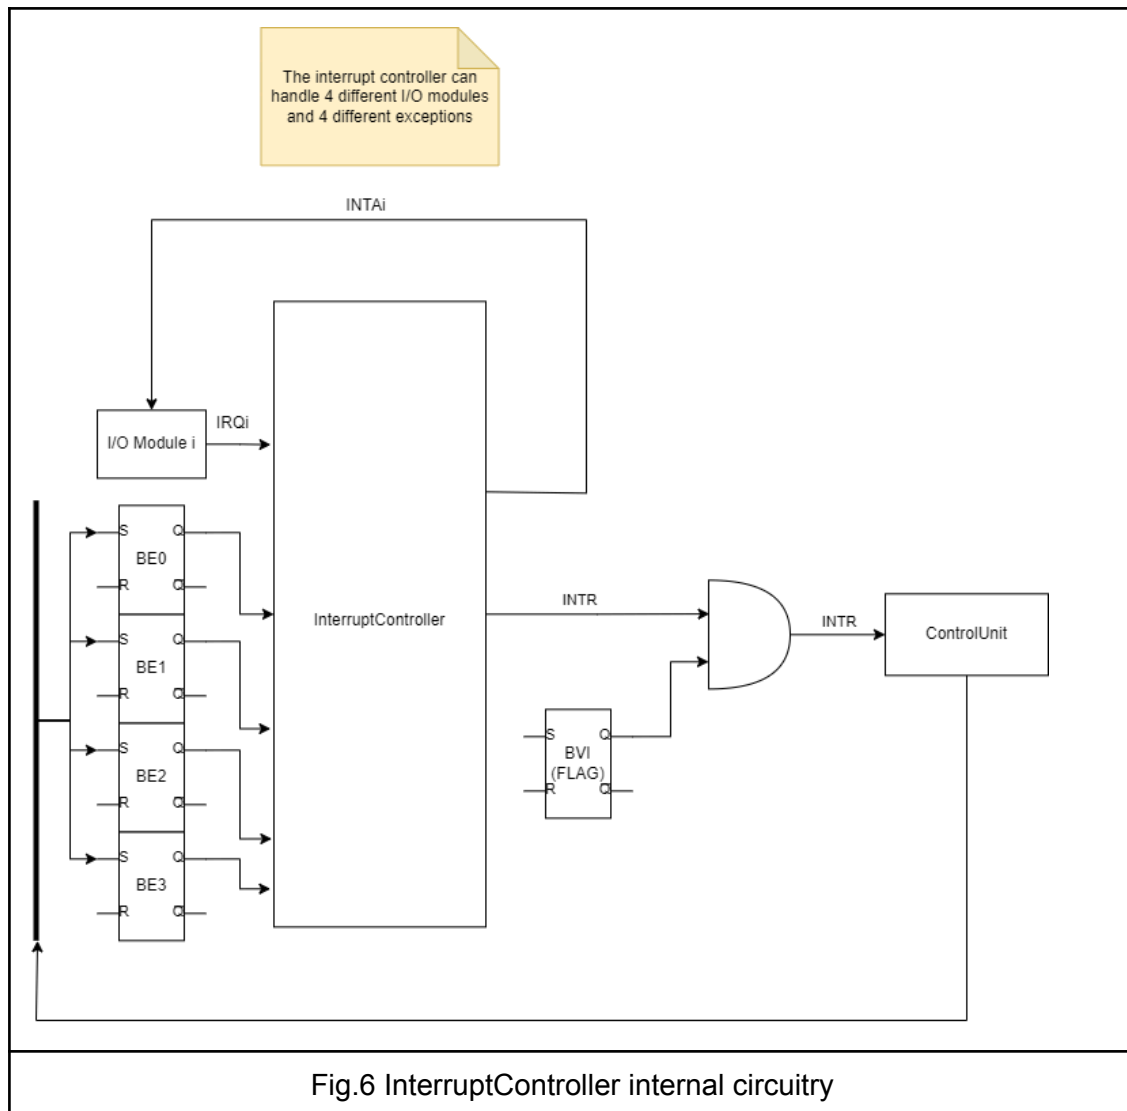 The interrupt controller can
handle 4 different I/O modules
and 4 different exceptions
INTAi
I/O Module i
IRQi
S Q
BE0
R Q
S Q
BE1
R Q
S Q
BE2
R Q
S Q
BE3
R Q
InterruptController
INTR
S Q
BVI
(FLAG)
R Q
INTR
ControlUnit
Fig.6 InterruptController internal circuitry